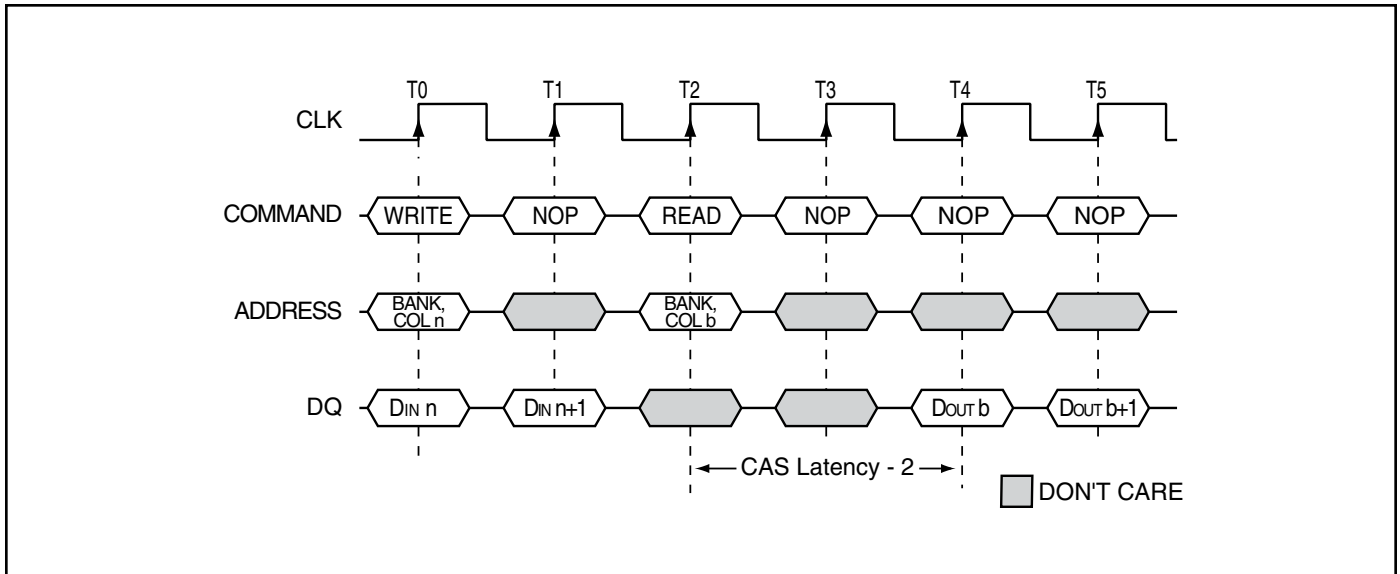 T0 T1 T2 T3 T4 T5
CLK
COMMAND WRITE NOP READ NOP NOP NOP
ADDRESS BANK, COL n BANK, COL b
DQ DIN n DIN n+1 DOUT b DOUT b+1
CAS Latency - 2
DON'T CARE